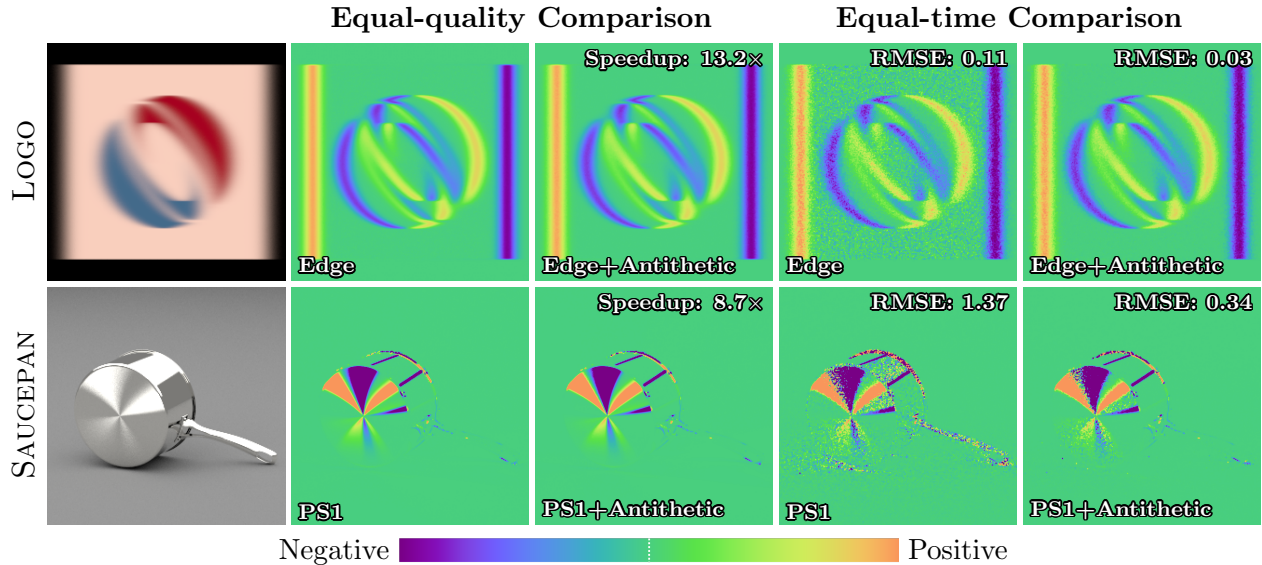 Equal-quality Comparison
Equal-time Comparison
LOGO
Speedup: 13.2×
RMSE: 0.11
RMSE: 0.03
Edge
Edge+Antithetic
Edge
Edge+Antithetic
SAUCEPAN
Speedup: 8.7×
RMSE: 1.37
RMSE: 0.34
PS1
PS1+Antithetic
PS1
PS1+Antithetic
Negative
Positive